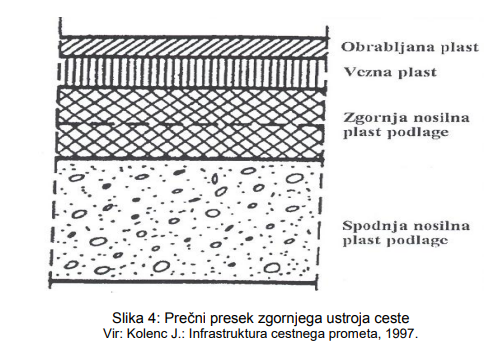 Obrabljana plast
Vezna plast
Zgornja nosilna
plast podlage
Spodnja nosilna
plast podlage
Slika 4: Prečni presek zgornjega ustroja ceste
Vir: Kolenc J.: Infrastruktura cestnega prometa, 1997.